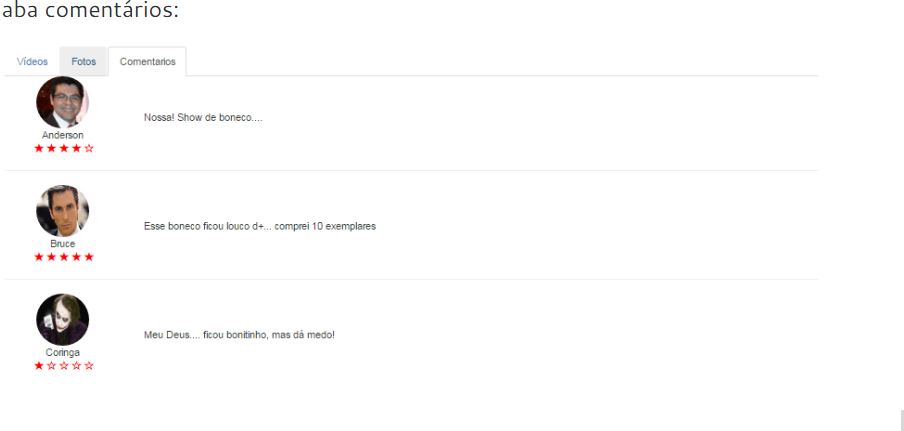 aba comentários:
Vídeos Fotos Comentarios
Nossa! Show de boneco....
Anderson
★★★★☆
Esse boneco ficou louco d+... comprei 10 exemplares
Bruce
★★★★★
Meu Deus.... ficou bonitinho, mas dá medo!
Coringa
★☆☆☆☆